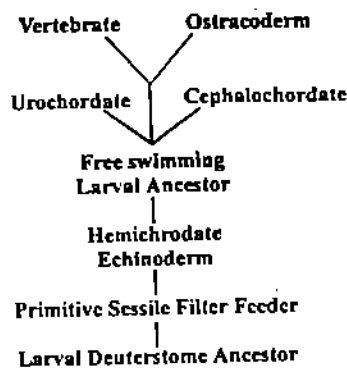 Vertebrate
Ostracoderm
Urochordate
Cephalochordate
Free swimming
Larval Ancestor
Hemichrodate
Echinoderm
Primitive Sessile Filter Feeder
Larval Deuterstome Ancestor